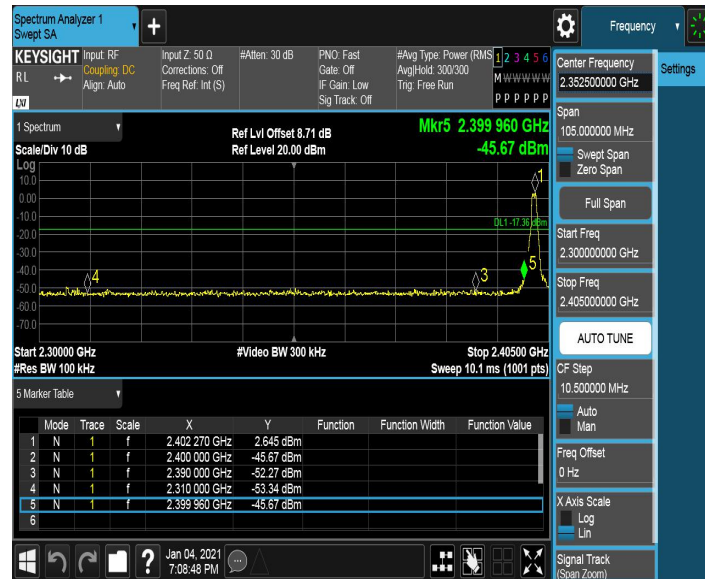 Spectrum Analyzer 1
Swept SA
+
Frequency
KEYSIGHT
RL
LXI
Input: RF
Coupling: DC
Align: Auto
Input Z: 50 Ω
Corrections: Off
Freq Ref: Int (S)
#Atten: 30 dB
PNO: Fast
Gate: Off
IF Gain: Low
Sig Track: Off
#Avg Type: Power (RMS
Avg|Hold: 300/300
Trig: Free Run
1 2 3 4 5 6
M W W W W W
P P P P P P
1 Spectrum
Scale/Div 10 dB
Ref Lvl Offset 8.71 dB
Ref Level 20.00 dBm
Mkr5 2.399 960 GHz
-45.67 dBm
Log
10.0
0.00
-10.0
-20.0
-30.0
-40.0
-50.0
-60.0
-70.0
1
DL1 -17.36 dBm
5
3
4
Start 2.30000 GHz
#Res BW 100 kHz
#Video BW 300 kHz
Stop 2.40500 GHz
Sweep 10.1 ms (1001 pts)
5 Marker Table
Mode Trace Scale X Y Function Function Width Function Value
1 N 1 f 2.402 270 GHz 2.645 dBm
2 N 1 f 2.400 000 GHz -45.67 dBm
3 N 1 f 2.390 000 GHz -52.27 dBm
4 N 1 f 2.310 000 GHz -53.34 dBm
5 N 1 f 2.399 960 GHz -45.67 dBm
6
?
Jan 04, 2021
7:08:48 PM
Center Frequency
2.352500000 GHz
Settings
Span
105.000000 MHz
Swept Span
Zero Span
Full Span
Start Freq
2.300000000 GHz
Stop Freq
2.405000000 GHz
AUTO TUNE
CF Step
10.500000 MHz
Auto
Man
Freq Offset
0 Hz
X Axis Scale
Log
Lin
Signal Track
(Span Zoom)